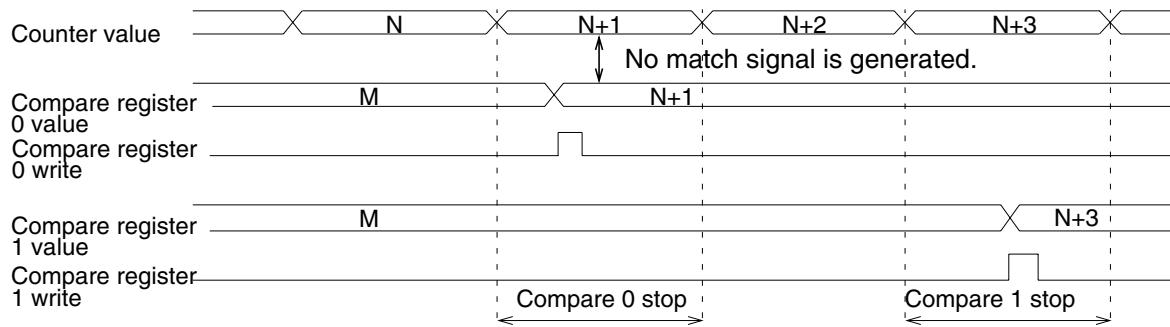 Counter value N N+1 N+2 N+3
No match signal is generated.
Compare register
0 value
M N+1
Compare register
0 write
Compare register
1 value
M N+3
Compare register
1 write
Compare 0 stop Compare 1 stop